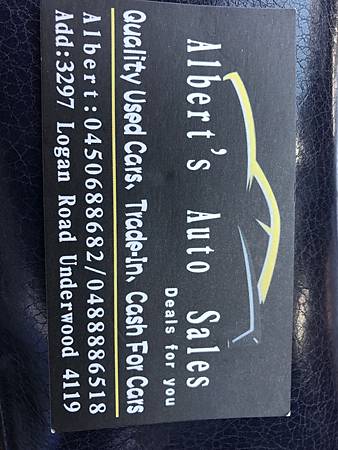 Albert's Auto Sales
Deals for you
Quality Used Cars, Trade-In, Cash For Cars
Albert:0450688682/0488886518
Add:3297 Logan Road Underwood 4119